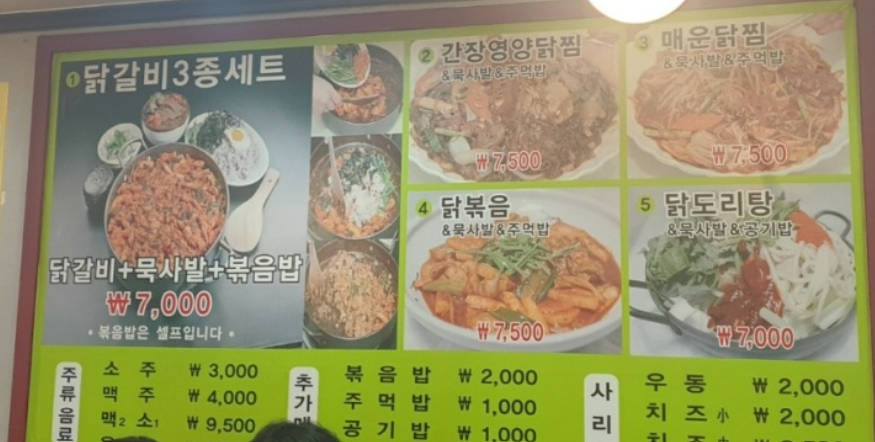 ① 닭갈비3종세트
닭갈비+묵사발+볶음밥
₩7,000
• 볶음밥은 셀프입니다 •
② 간장영양닭찜
&묵사발&주먹밥
₩7,500
③ 매운닭찜
&묵사발&주먹밥
₩7,500
④ 닭볶음
&묵사발&주먹밥
₩7,500
⑤ 닭도리탕
&묵사발&공기밥
₩7,000
주류음료
소주 ₩3,000
맥주 ₩4,000
맥2 소1 ₩9,500
추가
볶음밥 ₩2,000
주먹밥 ₩1,000
공기밥 ₩1,000
사리
우동 ₩2,000
치즈小 ₩2,000
치즈